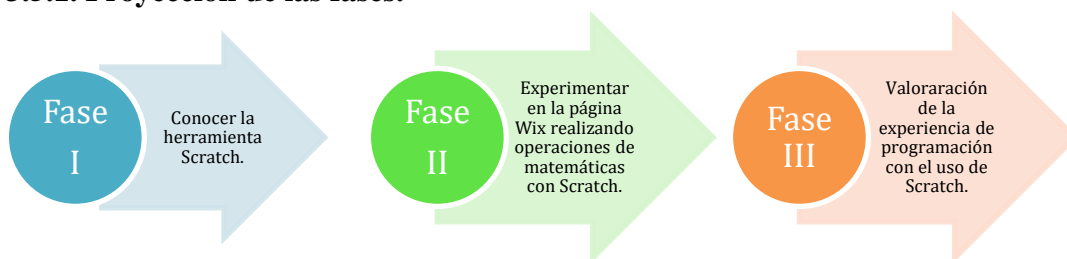 Fase
I
Conocer la
herramienta
Scratch.
Fase
II
Experimentar
en la página
Wix realizando
operaciones de
matemáticas
con Scratch.
Fase
III
Valoraración
de la
experiencia de
programación
con el uso de
Scratch.